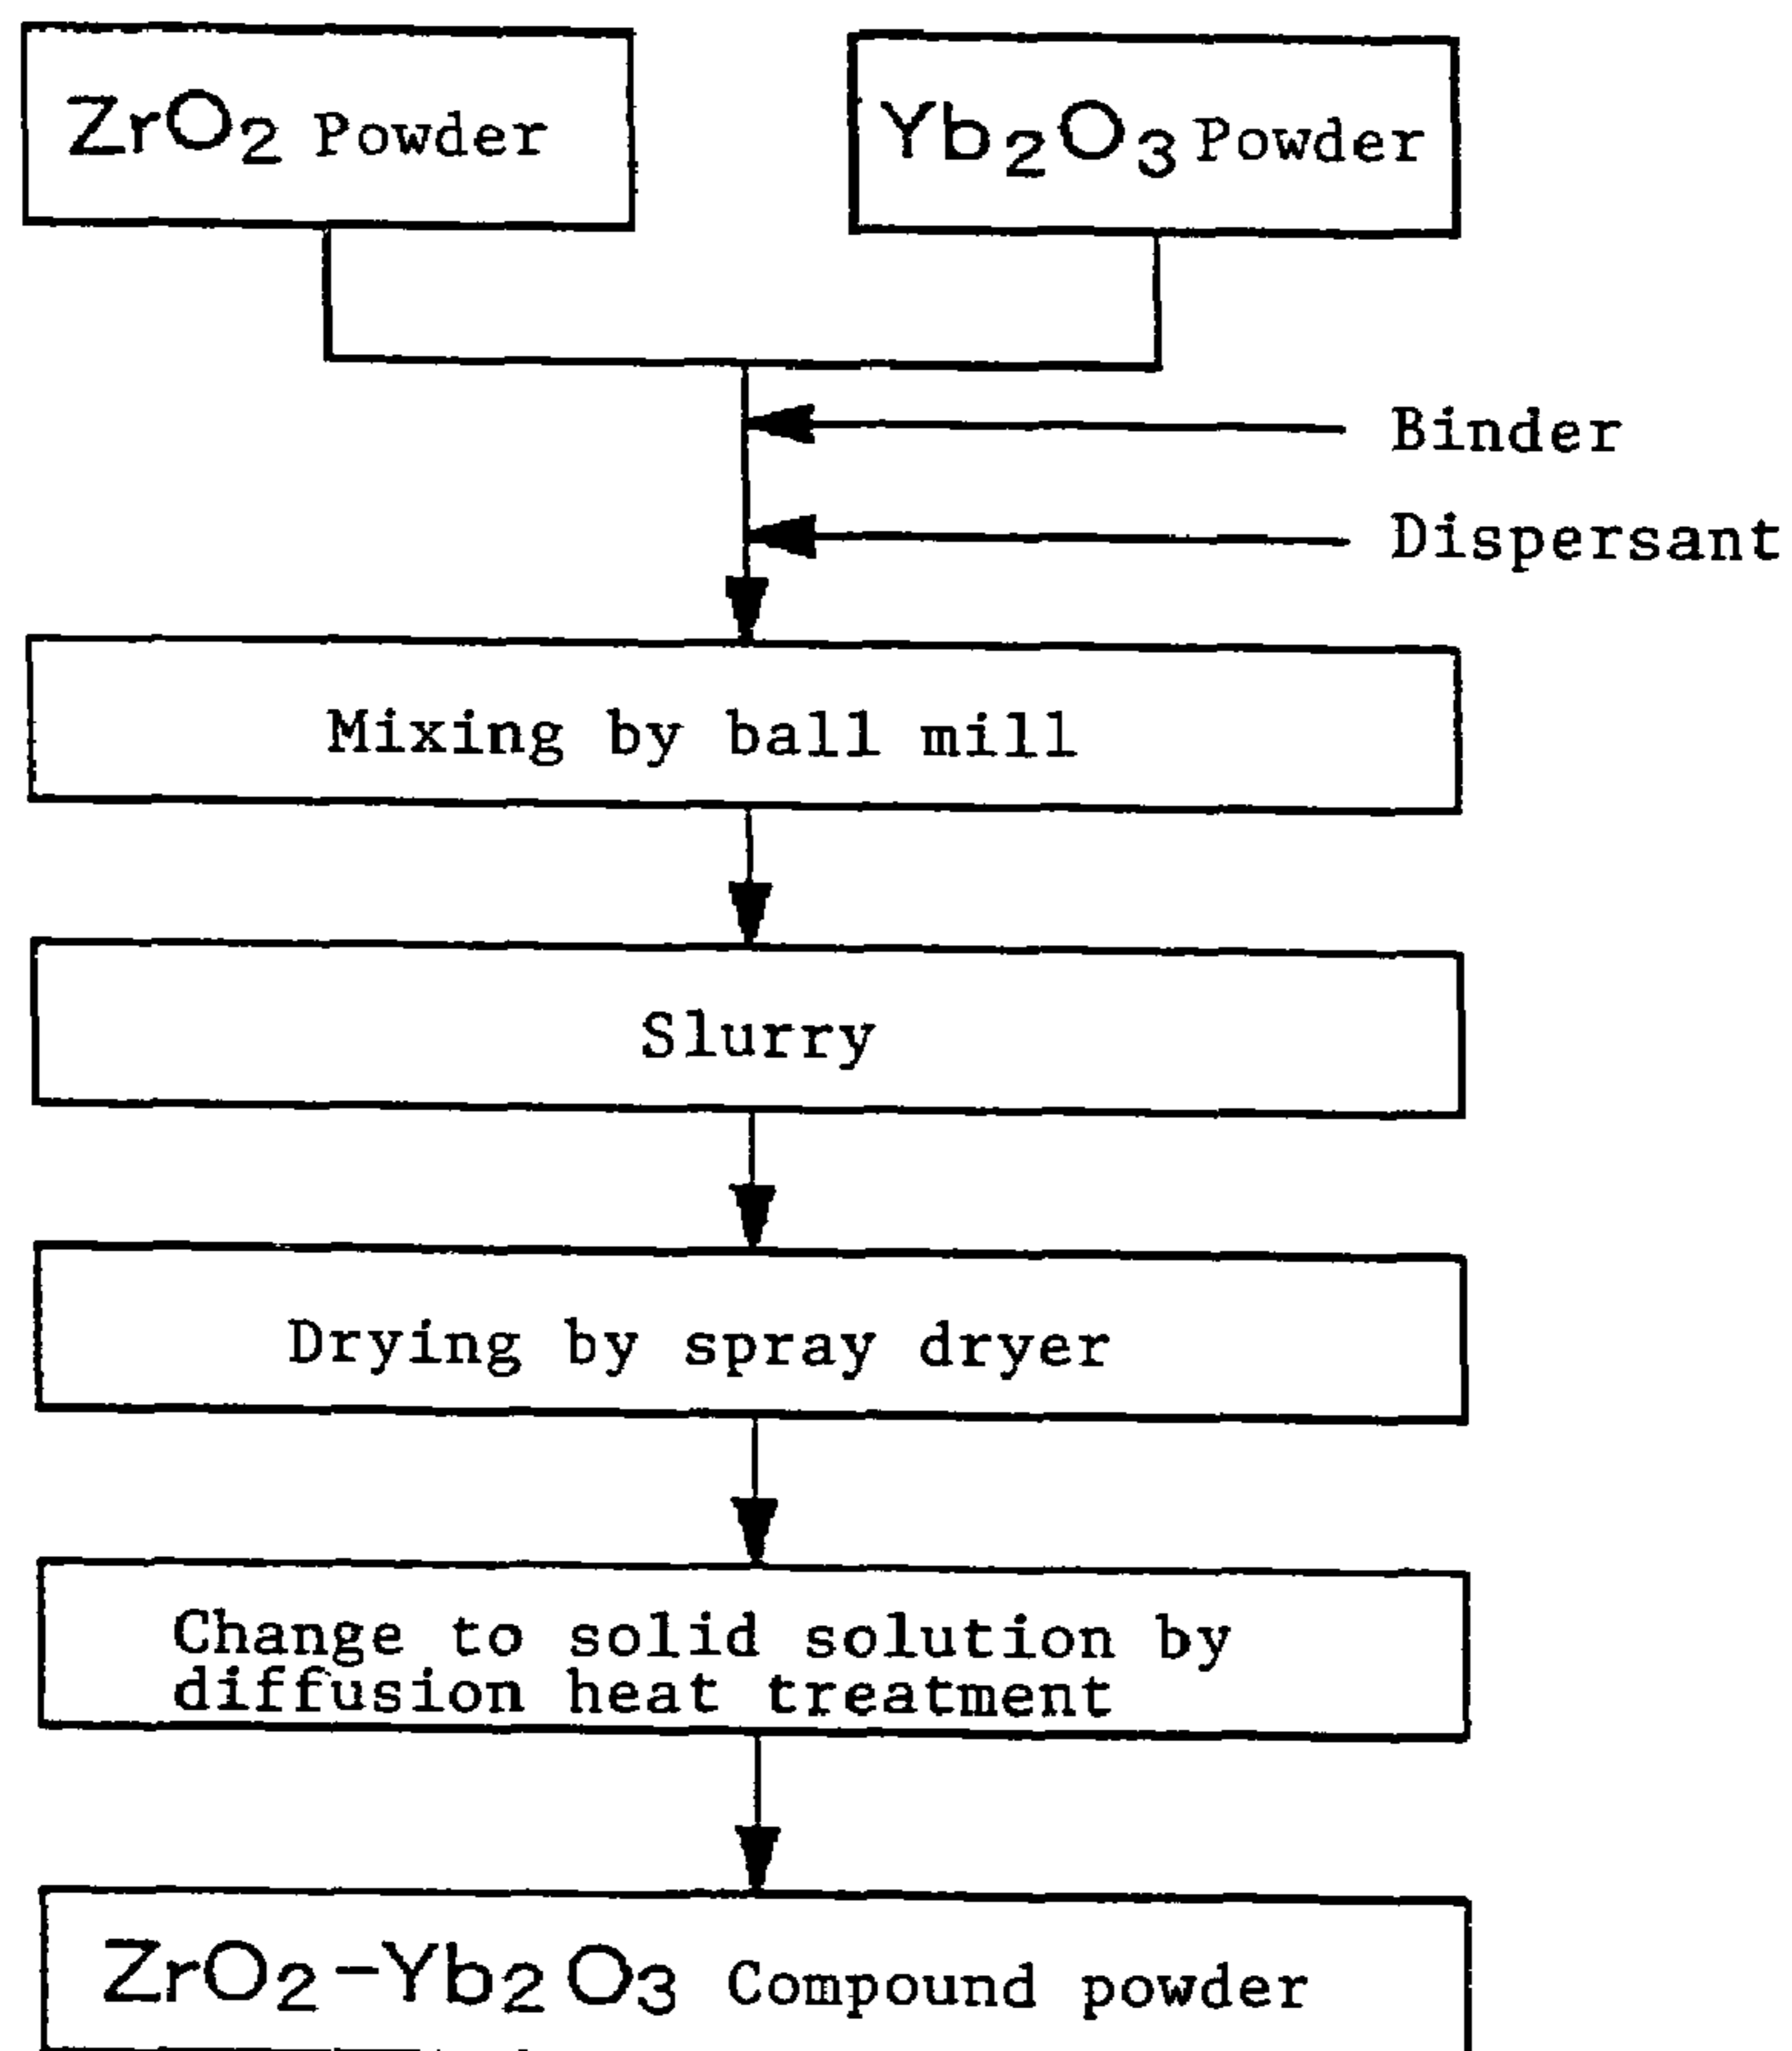 ZrO2 Powder
Yb2O3 Powder
Binder
Dispersant
Mixing by ball mill
Slurry
Drying by spray dryer
Change to solid solution by
diffusion heat treatment
ZrO2-Yb2O3 Compound powder